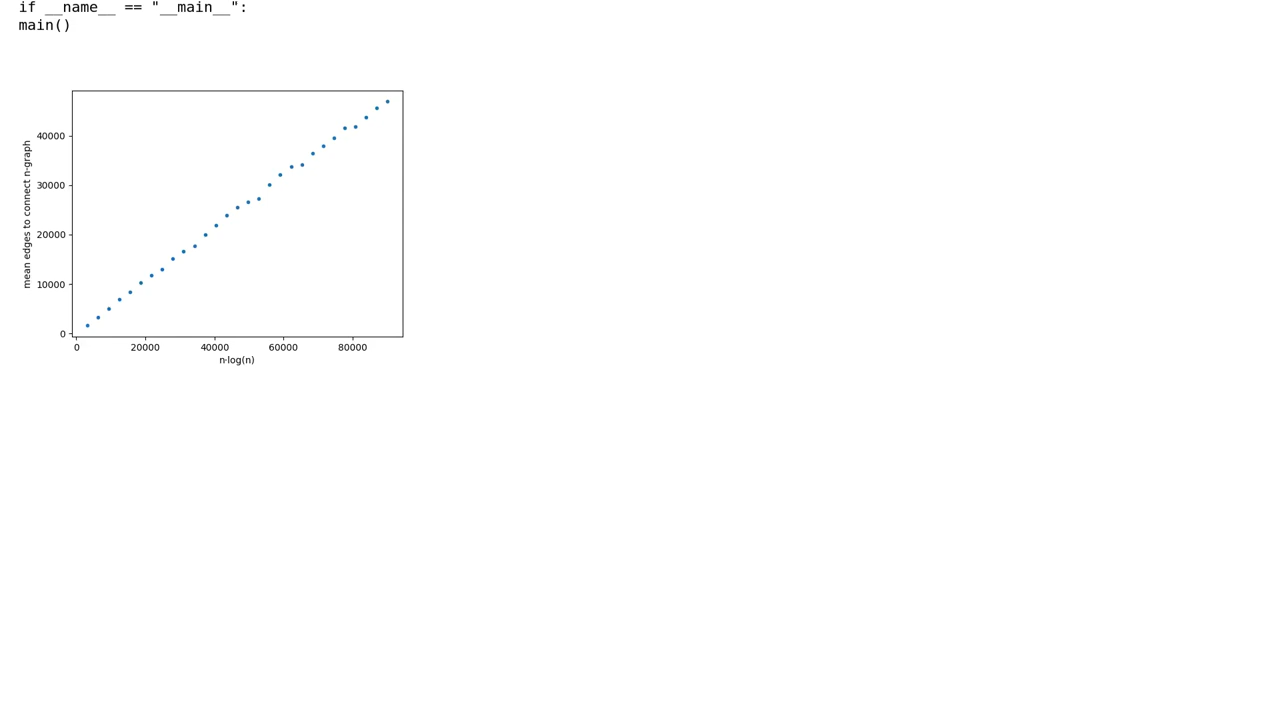 if __name__ == "__main__":
main()
40000
30000
20000
10000
0
mean edges to connect n-graph
0 20000 40000 60000 80000
n·log(n)